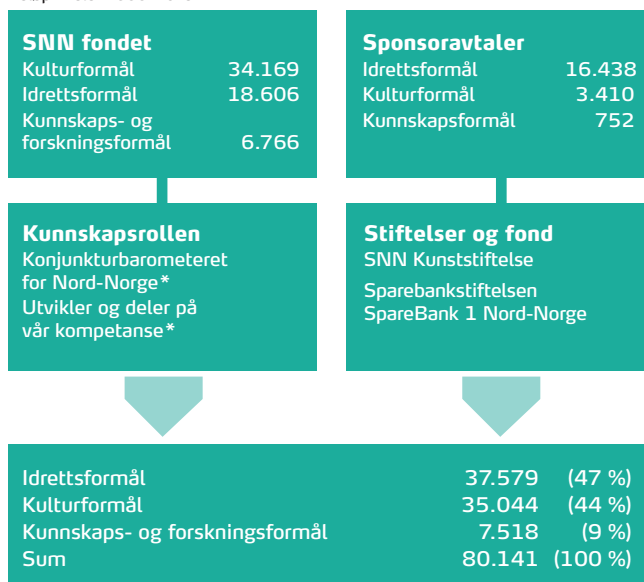 SNN fondet
Kulturformål 34.169
Idrettsformål 18.606
Kunnskaps- og
forskningsformål 6.766
Sponsoravtaler
Idrettsformål 16.438
Kulturformål 3.410
Kunnskapsformål 752
Kunnskapsrollen
Konjunkturbarometeret
for Nord-Norge*
Utvikler og deler på
vår kompetanse*
Stiftelser og fond
SNN Kunststiftelse
Sparebankstiftelsen
SpareBank 1 Nord-Norge
Idrettsformål 37.579 (47 %)
Kulturformål 35.044 (44 %)
Kunnskaps- og forskningsformål 7.518 (9 %)
Sum 80.141 (100 %)